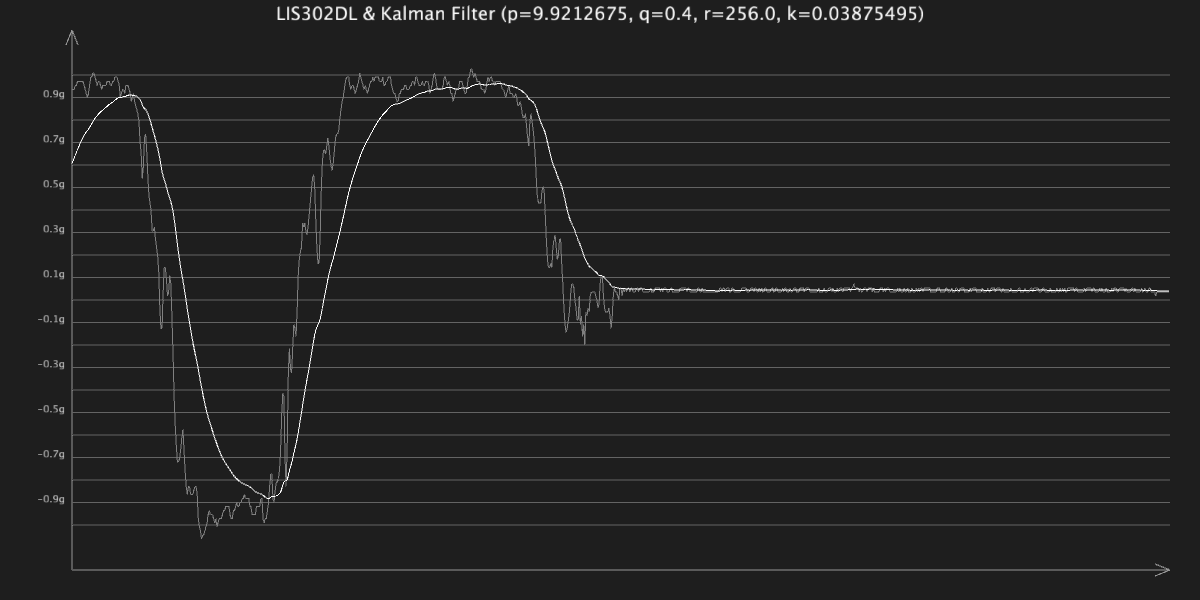 LIS302DL & Kalman Filter (p=9.9212675, q=0.4, r=256.0, k=0.03875495)
0.9g
0.7g
0.5g
0.3g
0.1g
-0.1g
-0.3g
-0.5g
-0.7g
-0.9g